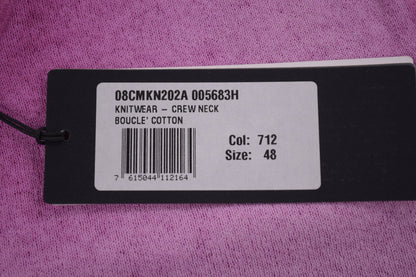 08CMKN202A 005683H
KNITWEAR – CREW NECK
BOUCLE' COTTON
Col: 712
Size: 48
7 615044 112164